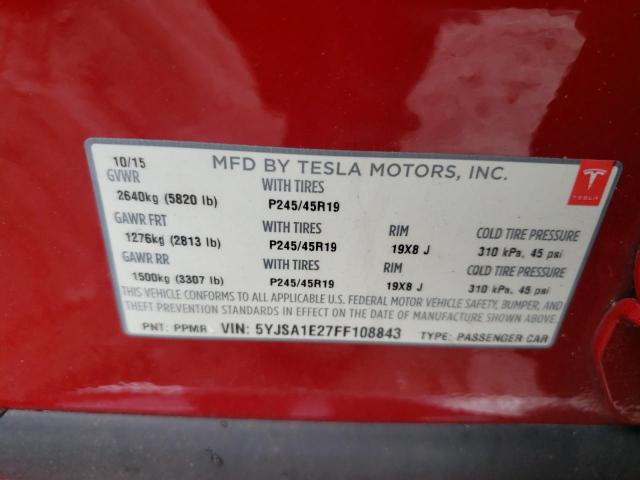 10/15 MFD BY TESLA MOTORS, INC.
GVWR WITH TIRES
2640kg (5820 lb) P245/45R19
GAWR FRT WITH TIRES RIM COLD TIRE PRESSURE
1276kg (2813 lb) P245/45R19 19X8 J 310 kPa, 45 psi
GAWR RR WITH TIRES RIM COLD TIRE PRESSURE
1500kg (3307 lb) P245/45R19 19X8 J 310 kPa, 45 psi
THIS VEHICLE CONFORMS TO ALL APPLICABLE U.S. FEDERAL MOTOR VEHICLE SAFETY, BUMPER, AND
THEFT PREVENTION STANDARDS IN EFFECT ON THE DATE OF MANUFACTURE SHOWN ABOVE.
PNT: PPMR VIN: 5YJSA1E27FF108843 TYPE: PASSENGER CAR
TESLA